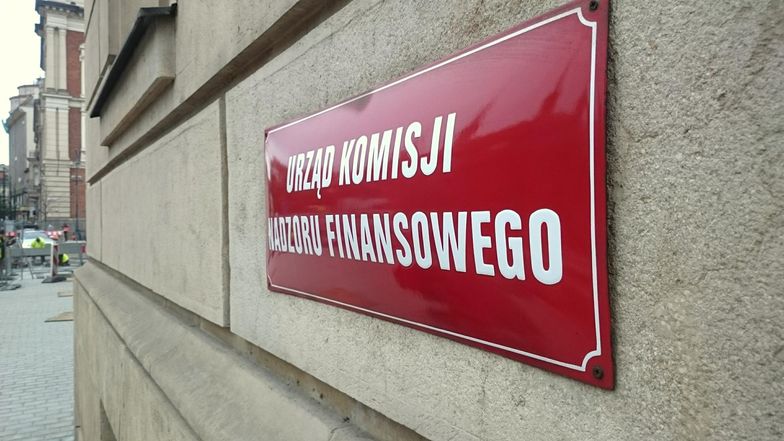 URZĄD KOMISJI
NADZORU FINANSOWEGO